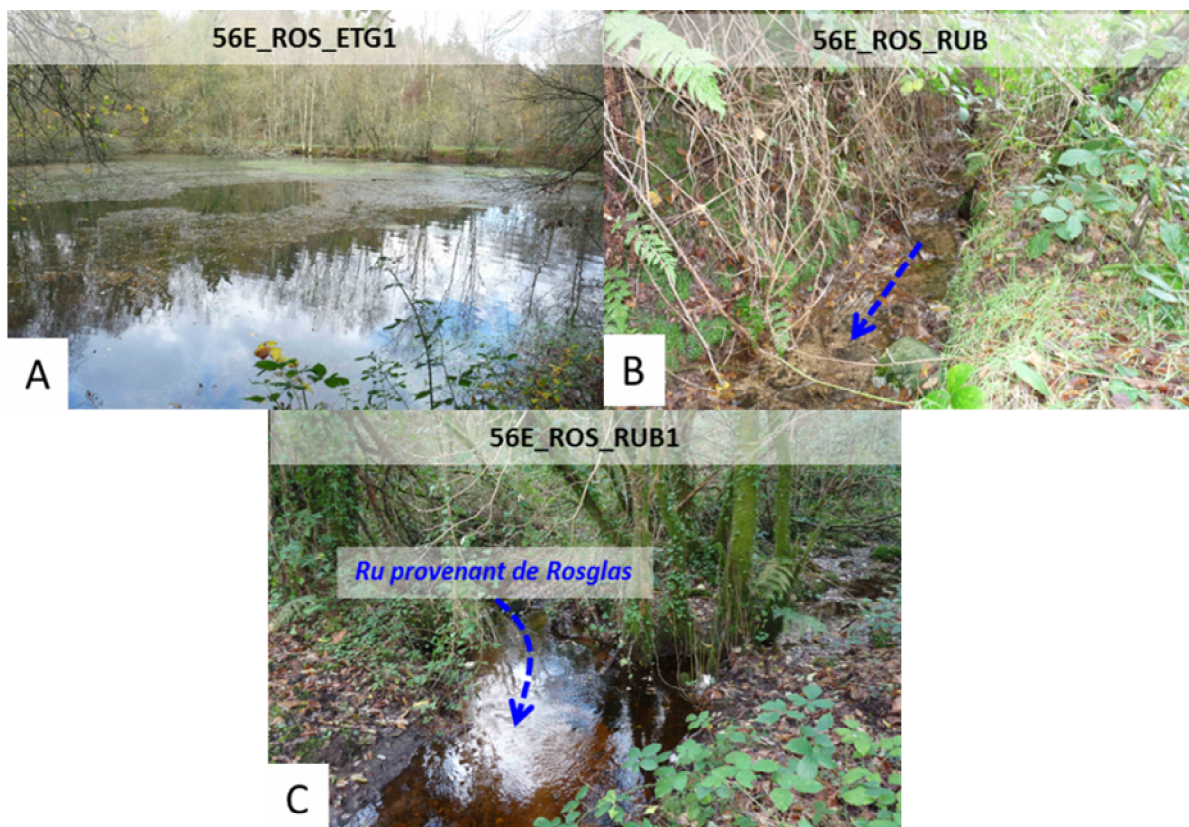 56E_ROS_ETG1
56E_ROS_RUB
A
B
56E_ROS_RUB1
Ru provenant de Rosglas
C